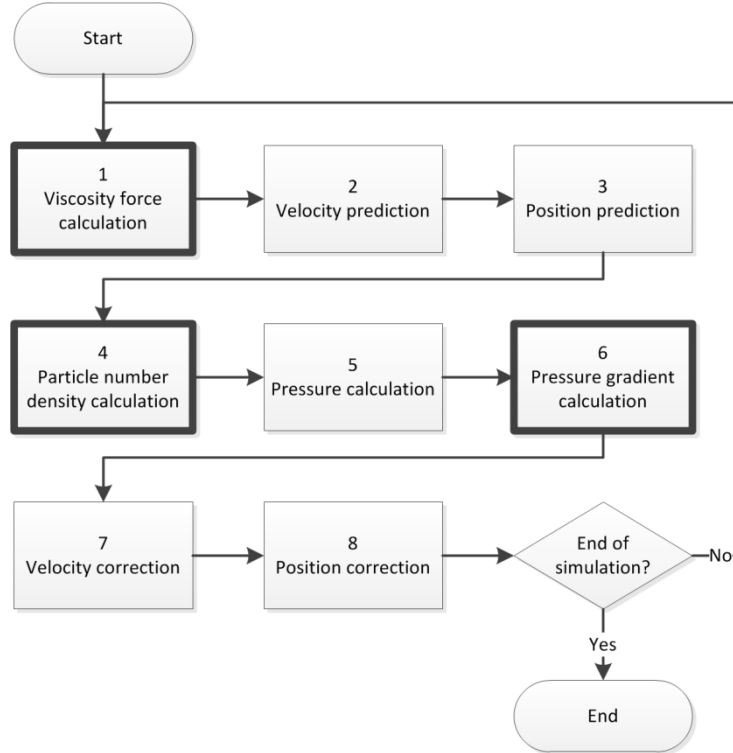 Start
1
Viscosity force
calculation
2
Velocity prediction
3
Position prediction
4
Particle number
density calculation
5
Pressure calculation
6
Pressure gradient
calculation
7
Velocity correction
8
Position correction
End of
simulation?
No
Yes
End